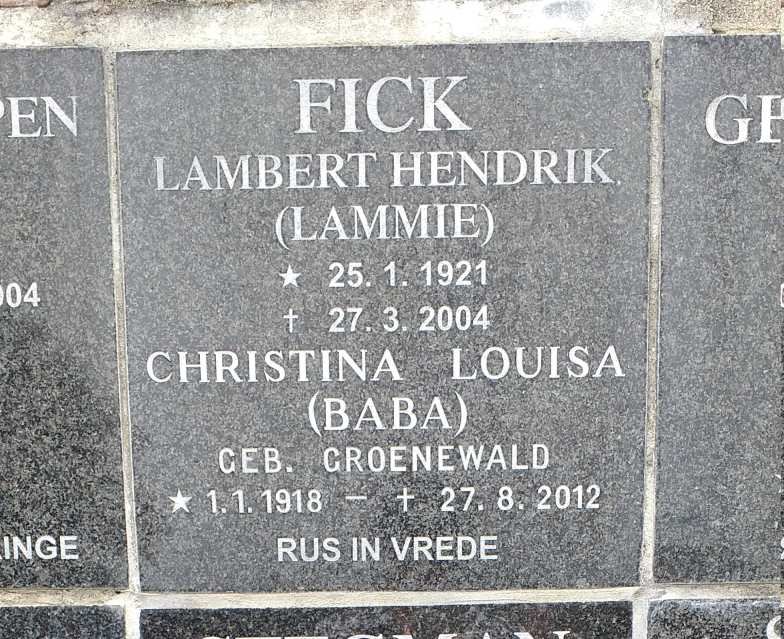 FICK
LAMBERT HENDRIK
(LAMMIE)
★ 25. 1. 1921
† 27. 3. 2004
CHRISTINA LOUISA
(BABA)
GEB. GROENEWALD
★ 1.1.1918 – † 27. 8. 2012
RUS IN VREDE